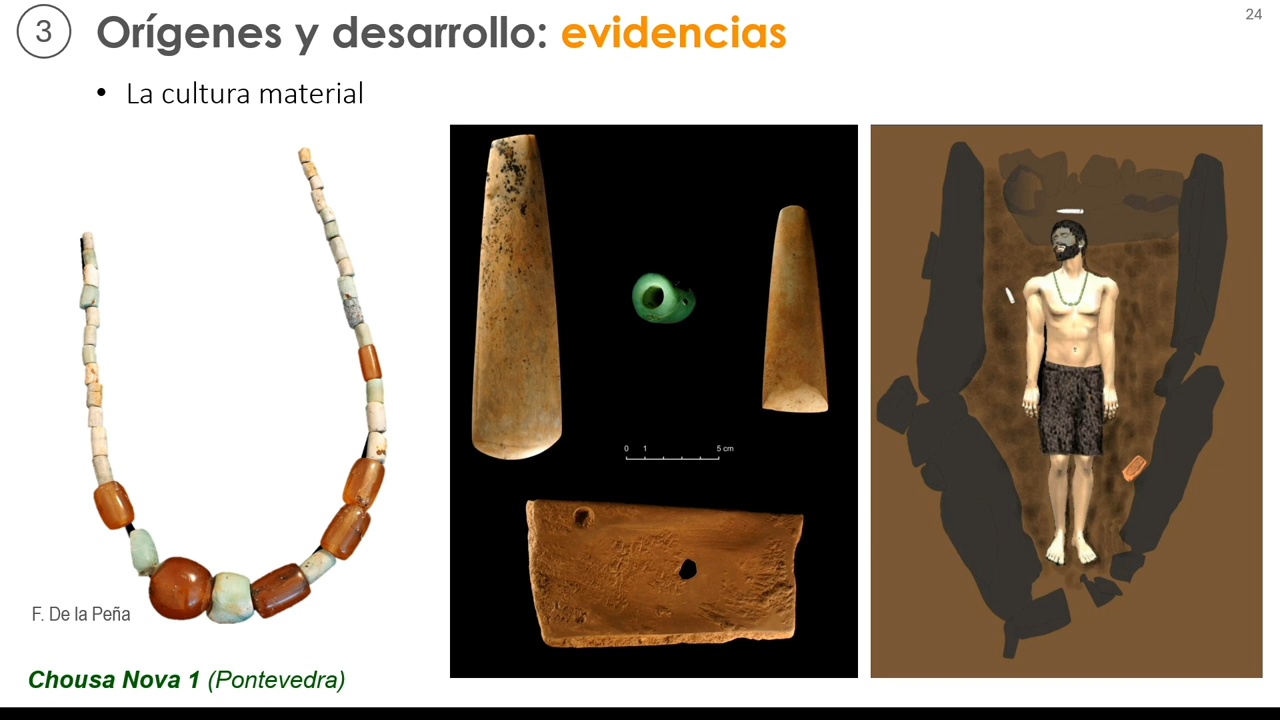 24
3
Orígenes y desarrollo: evidencias
• La cultura material
0 1 5 cm
F. De la Peña
Chousa Nova 1 (Pontevedra)